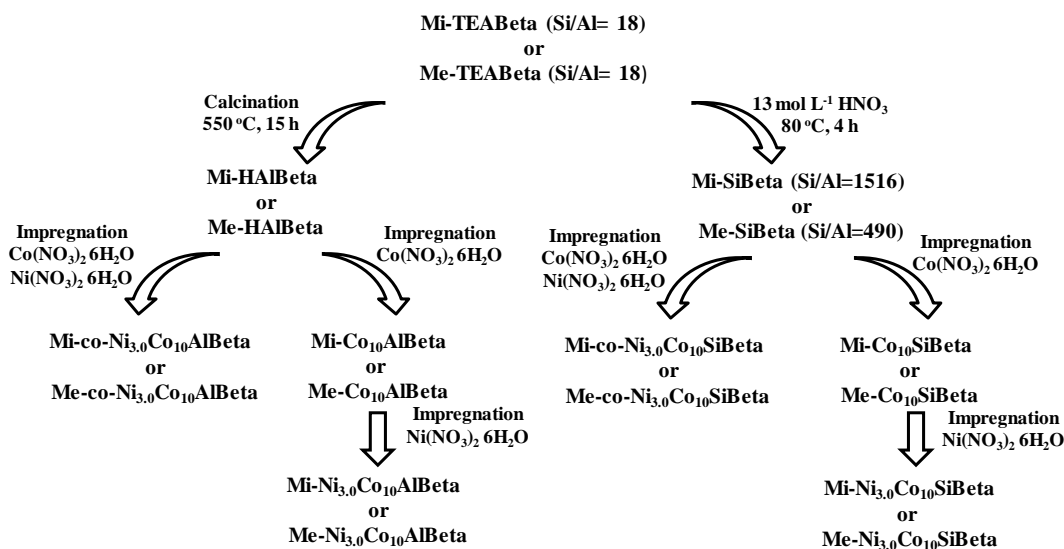 Mi-TEABeta (Si/Al= 18)
or
Me-TEABeta (Si/Al= 18)
Calcination
550 °C, 15 h
13 mol L⁻¹ HNO₃
80 °C, 4 h
Mi-HAlBeta
or
Me-HAlBeta
Mi-SiBeta (Si/Al=1516)
or
Me-SiBeta (Si/Al=490)
Impregnation
Co(NO₃)₂ 6H₂O
Ni(NO₃)₂ 6H₂O
Impregnation
Co(NO₃)₂ 6H₂O
Impregnation
Co(NO₃)₂ 6H₂O
Ni(NO₃)₂ 6H₂O
Impregnation
Co(NO₃)₂ 6H₂O
Mi-co-Ni₃.₀Co₁₀AlBeta
or
Me-co-Ni₃.₀Co₁₀AlBeta
Mi-Co₁₀AlBeta
or
Me-Co₁₀AlBeta
Mi-co-Ni₃.₀Co₁₀SiBeta
or
Me-co-Ni₃.₀Co₁₀SiBeta
Mi-Co₁₀SiBeta
or
Me-Co₁₀SiBeta
Impregnation
Ni(NO₃)₂ 6H₂O
Impregnation
Ni(NO₃)₂ 6H₂O
Mi-Ni₃.₀Co₁₀AlBeta
or
Me-Ni₃.₀Co₁₀AlBeta
Mi-Ni₃.₀Co₁₀SiBeta
or
Me-Ni₃.₀Co₁₀SiBeta